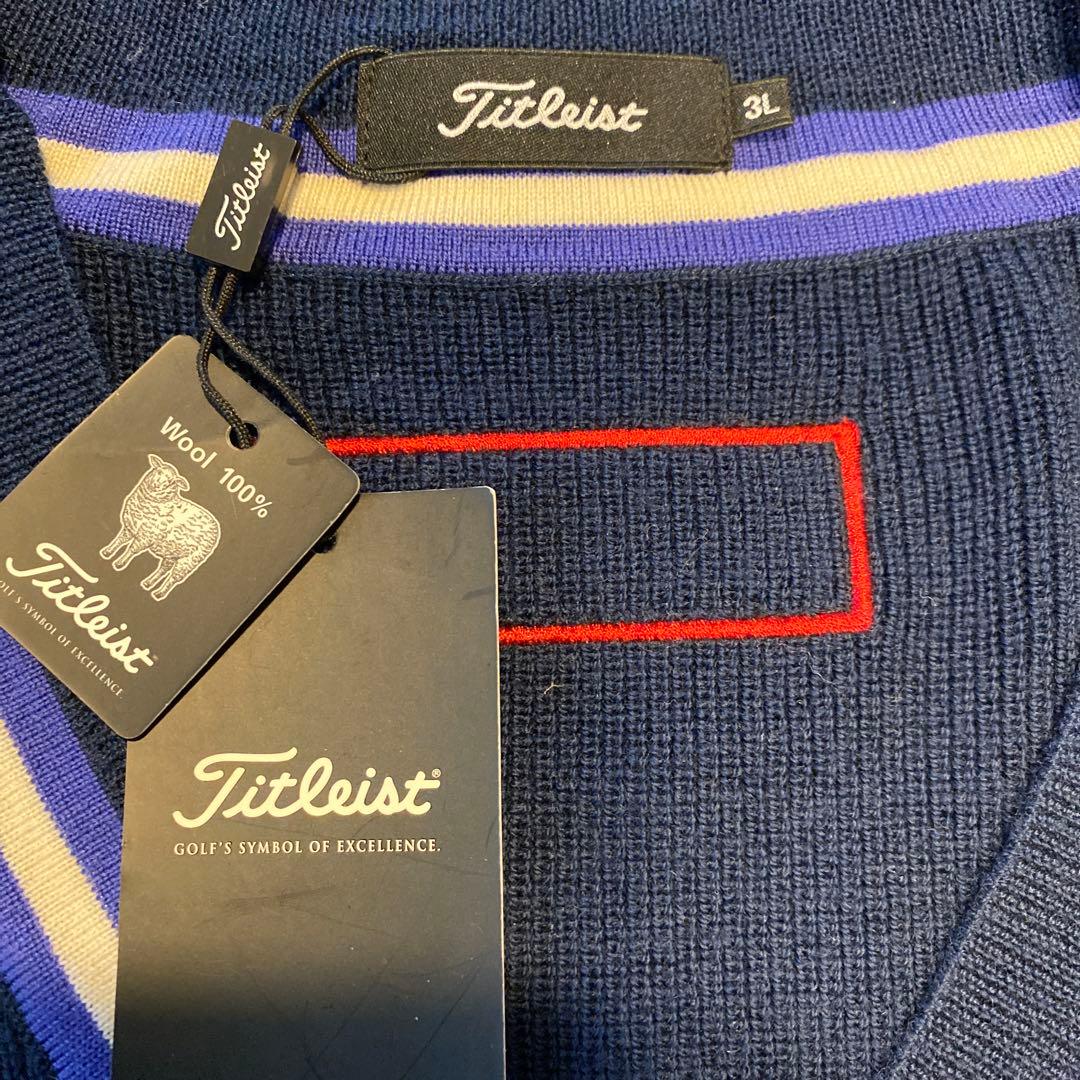 Titleist
3L
Titleist
Wool 100%
Titleist
GOLF'S SYMBOL OF EXCELLENCE.
Titleist®
GOLF'S SYMBOL OF EXCELLENCE.